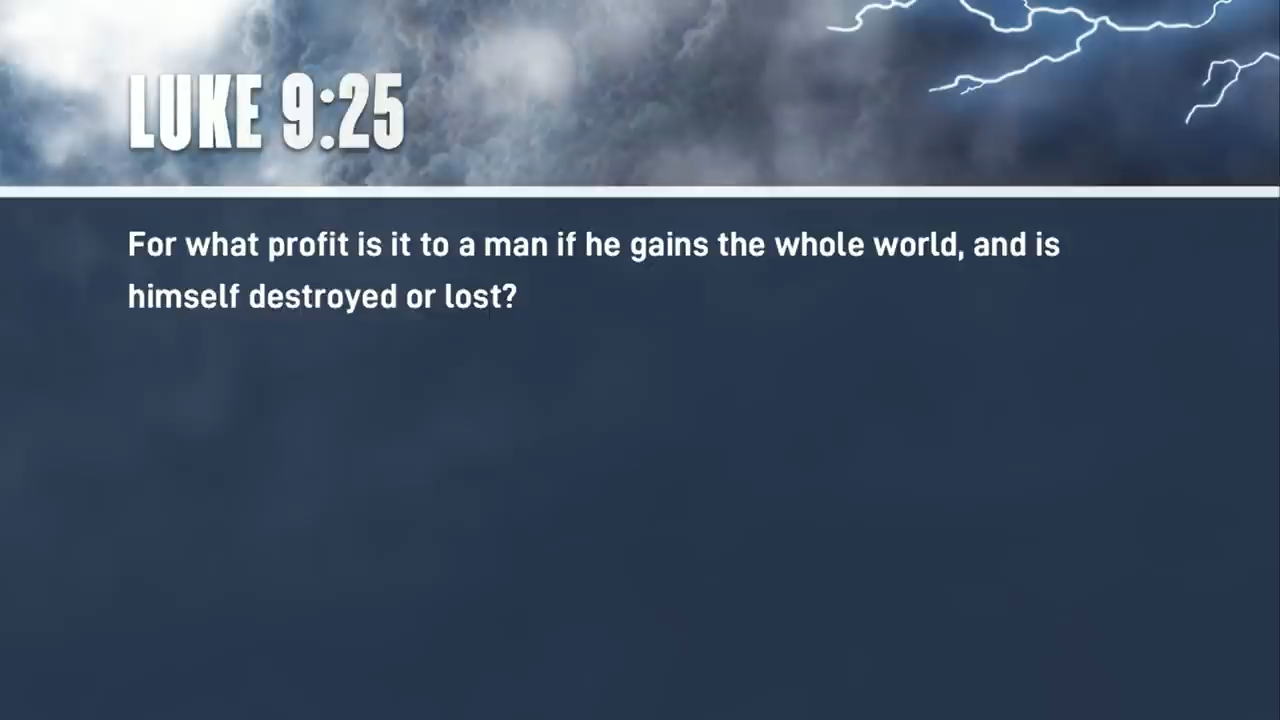 LUKE 9:25
For what profit is it to a man if he gains the whole world, and is
himself destroyed or lost?